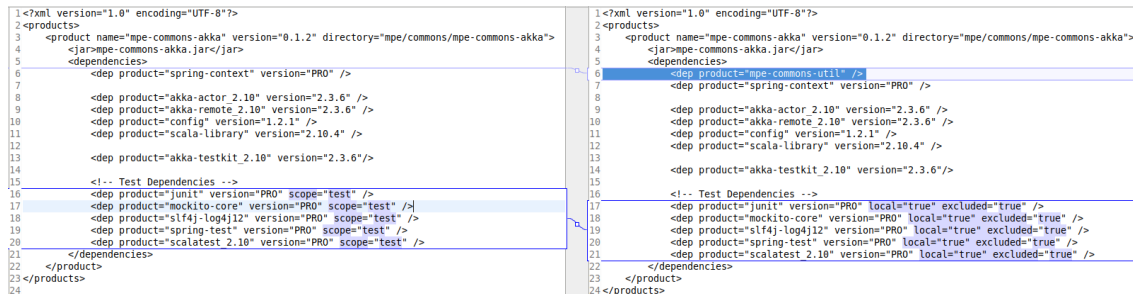 1 <?xml version="1.0" encoding="UTF-8"?>
2 <products>
3 <product name="mpe-commons-akka" version="0.1.2" directory="mpe/commons/mpe-commons-akka">
4 <jar>mpe-commons-akka.jar</jar>
5 <dependencies>
6 <dep product="spring-context" version="PRO" />
7
8 <dep product="akka-actor_2.10" version="2.3.6" />
9 <dep product="akka-remote_2.10" version="2.3.6" />
10 <dep product="config" version="1.2.1" />
11 <dep product="scala-library" version="2.10.4" />
12
13 <dep product="akka-testkit_2.10" version="2.3.6"/>
14
15 <!-- Test Dependencies -->
16 <dep product="junit" version="PRO" scope="test" />
17 <dep product="mockito-core" version="PRO" scope="test" />
18 <dep product="slf4j-log4j12" version="PRO" scope="test" />
19 <dep product="spring-test" version="PRO" scope="test" />
20 <dep product="scalatest_2.10" version="PRO" scope="test" />
21 </dependencies>
22 </product>
23 </products>
24
1 <?xml version="1.0" encoding="UTF-8"?>
2 <products>
3 <product name="mpe-commons-akka" version="0.1.2" directory="mpe/commons/mpe-commons-akka">
4 <jar>mpe-commons-akka.jar</jar>
5 <dependencies>
6 <dep product="mpe-commons-util" />
7 <dep product="spring-context" version="PRO" />
8
9 <dep product="akka-actor_2.10" version="2.3.6" />
10 <dep product="akka-remote_2.10" version="2.3.6" />
11 <dep product="config" version="1.2.1" />
12 <dep product="scala-library" version="2.10.4" />
13
14 <dep product="akka-testkit_2.10" version="2.3.6"/>
15
16 <!-- Test Dependencies -->
17 <dep product="junit" version="PRO" local="true" excluded="true" />
18 <dep product="mockito-core" version="PRO" local="true" excluded="true" />
19 <dep product="slf4j-log4j12" version="PRO" local="true" excluded="true" />
20 <dep product="spring-test" version="PRO" local="true" excluded="true" />
21 <dep product="scalatest_2.10" version="PRO" local="true" excluded="true" />
22 </dependencies>
23 </product>
24 </products>